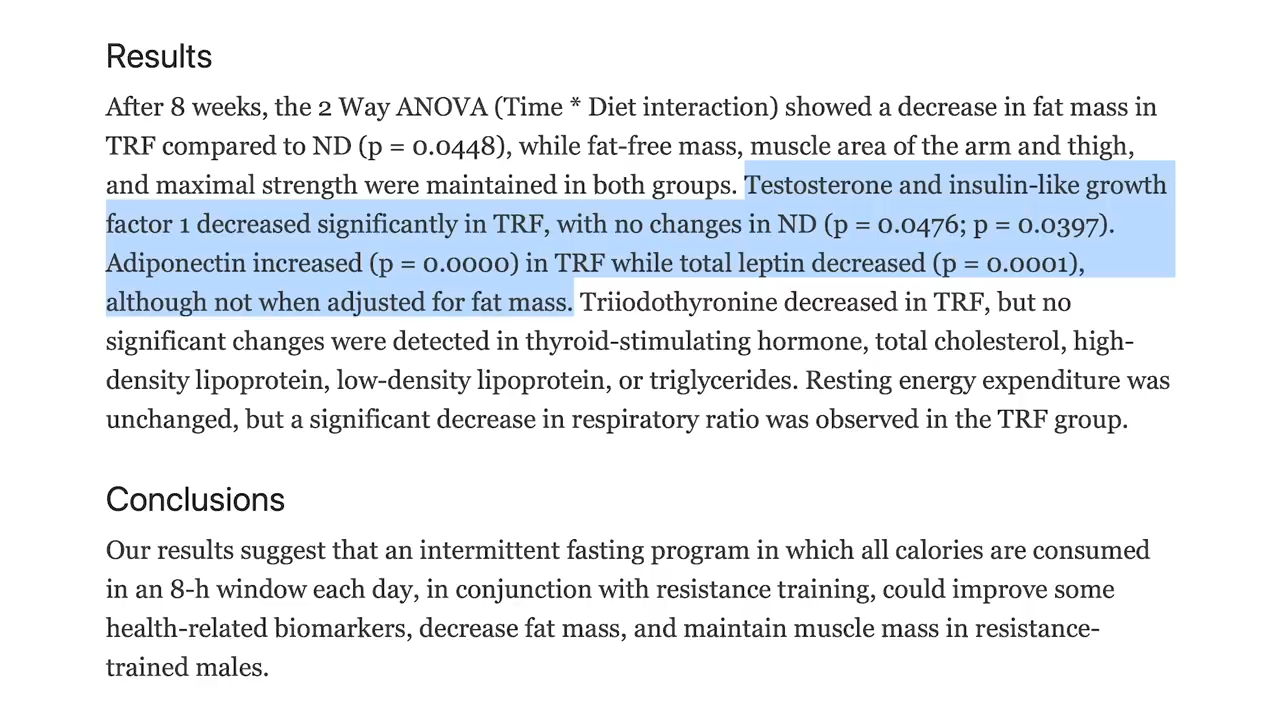 Results
After 8 weeks, the 2 Way ANOVA (Time * Diet interaction) showed a decrease in fat mass in
TRF compared to ND (p = 0.0448), while fat-free mass, muscle area of the arm and thigh,
and maximal strength were maintained in both groups. Testosterone and insulin-like growth
factor 1 decreased significantly in TRF, with no changes in ND (p = 0.0476; p = 0.0397).
Adiponectin increased (p = 0.0000) in TRF while total leptin decreased (p = 0.0001),
although not when adjusted for fat mass. Triiodothyronine decreased in TRF, but no
significant changes were detected in thyroid-stimulating hormone, total cholesterol, high-
density lipoprotein, low-density lipoprotein, or triglycerides. Resting energy expenditure was
unchanged, but a significant decrease in respiratory ratio was observed in the TRF group.
Conclusions
Our results suggest that an intermittent fasting program in which all calories are consumed
in an 8-h window each day, in conjunction with resistance training, could improve some
health-related biomarkers, decrease fat mass, and maintain muscle mass in resistance-
trained males.